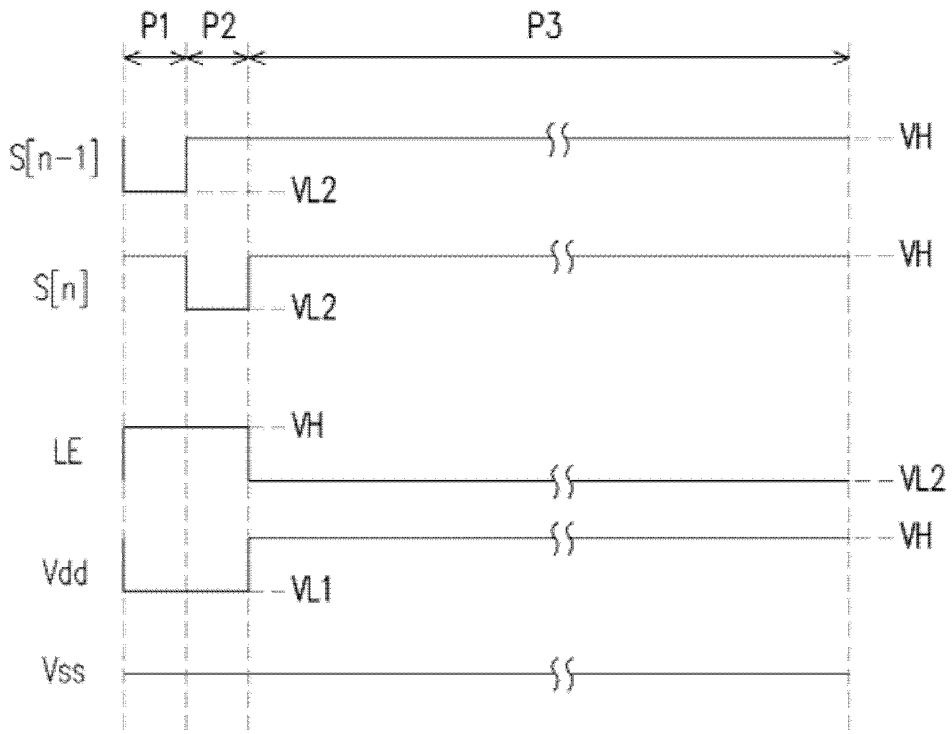 P1 P2 P3
S[n-1] VH
VL2
S[n] VH
VL2
LE VH
VL2
Vdd VH
VL1
Vss